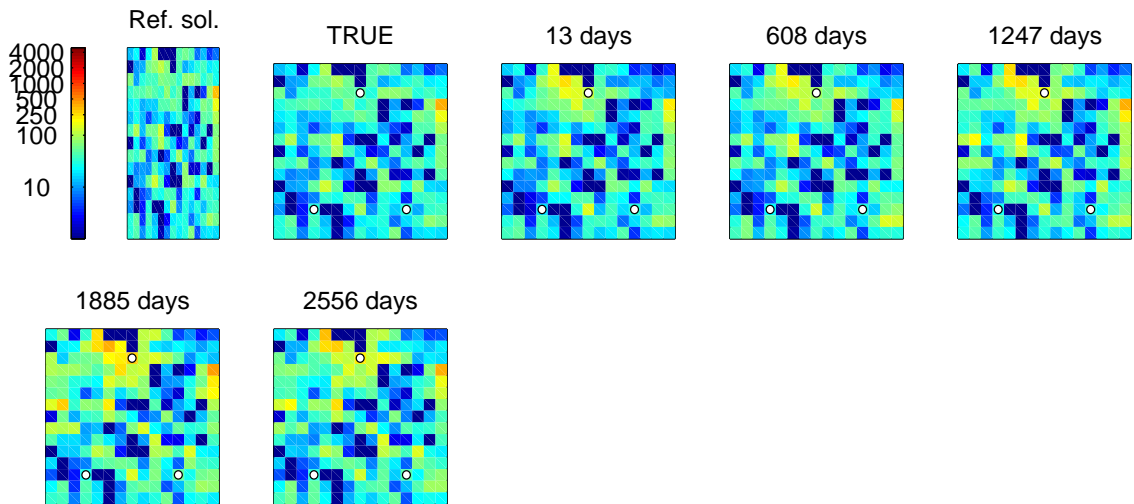 Ref. sol.
TRUE
13 days
608 days
1247 days
4000
2000
1000
500
250
100
10
1885 days
2556 days